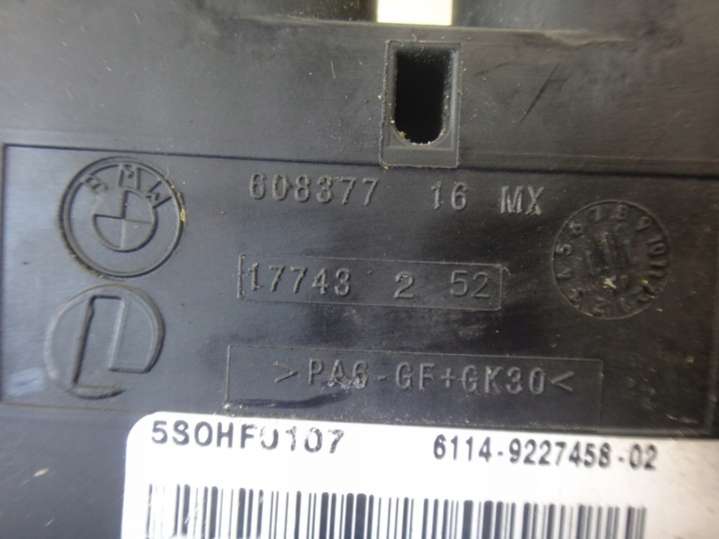 BMW
608377 16 MX
17743 2 52
>PA6-GF+GK30<
5S0HF0107 6114-9227458-02